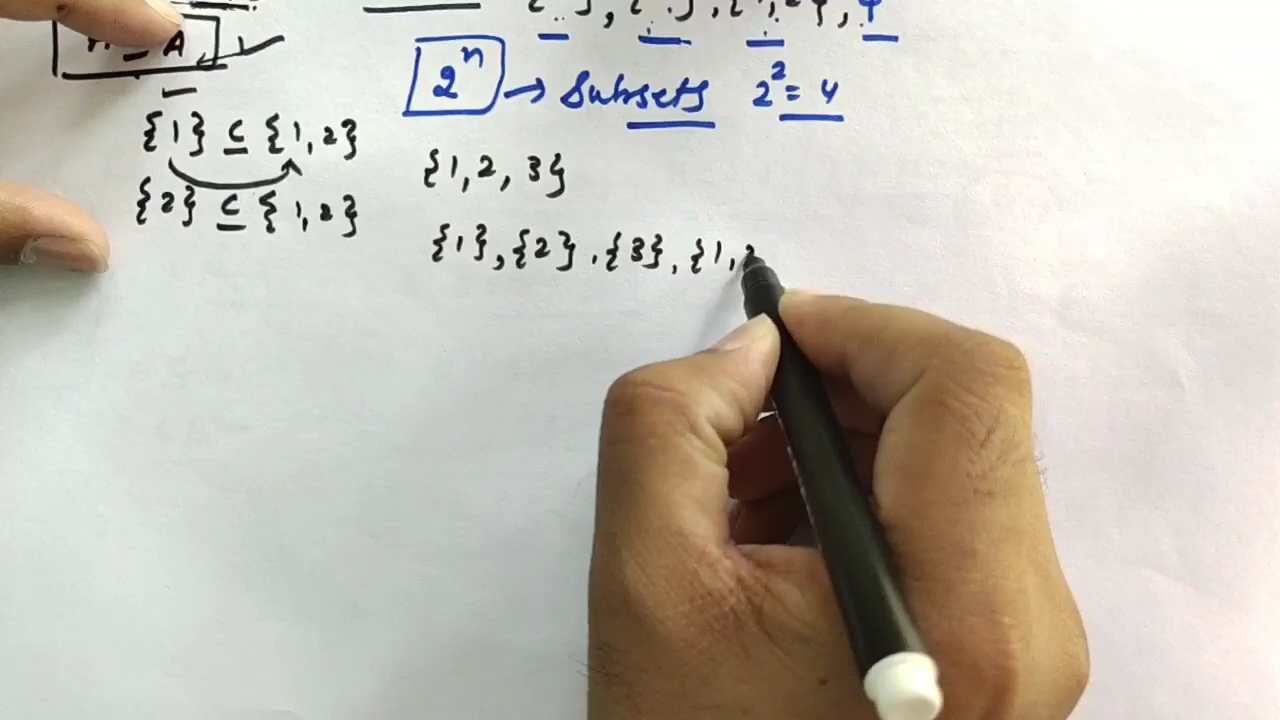 A
2ⁿ → Subsets 2² = 4
{1} ⊆ {1,2}
{1, 2, 3}
{2} ⊆ {1,2}
{1}, {2}, {3}, {1,